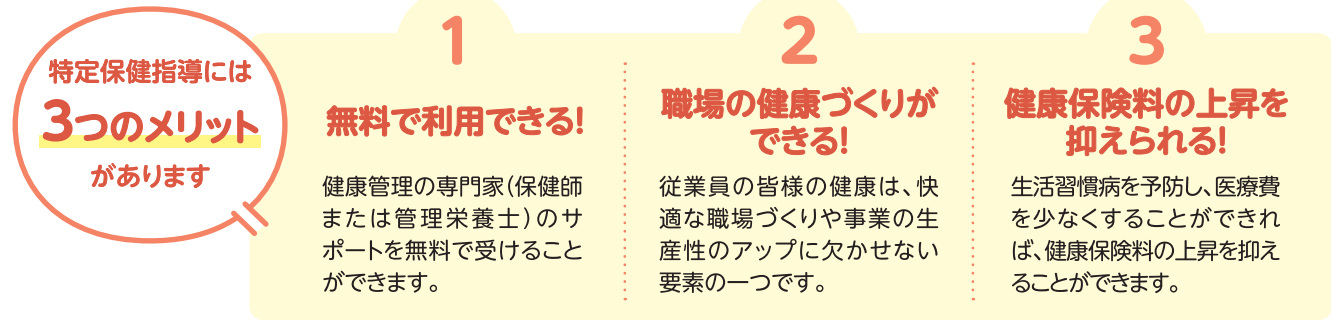 特定保健指導には
3つのメリット
があります
1
無料で利用できる!
健康管理の専門家(保健師
または管理栄養士)のサ
ポートを無料で受けること
ができます。
2
職場の健康づくりが
できる!
従業員の皆様の健康は、快
適な職場づくりや事業の生
産性のアップに欠かせない
要素の一つです。
3
健康保険料の上昇を
抑えられる!
生活習慣病を予防し、医療費
を少なくすることができれ
ば、健康保険料の上昇を抑え
ることができます。